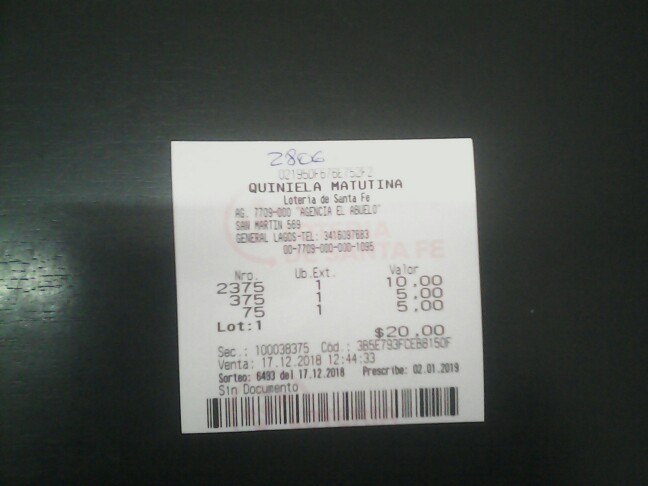 2806
02195DF676E752F2
QUINIELA MATUTINA
Loteria de Santa Fe
AG. 7709-000 "AGENCIA EL ABUELO"
SAN MARTIN 569
GENERAL LAGOS-TEL: 3416097683
00-7709-000-000-1095
Nro. Ub.Ext. Valor
2375 1 10.00
375 1 5.00
75 1 5.00
Lot:1 $20.00
Sec.: 100038375 Cód.: 3B5E793FCEB8150F
Venta: 17.12.2018 12:44:33
Sorteo: 6493 del 17.12.2018 Prescribe: 02.01.2019
Sin Documento